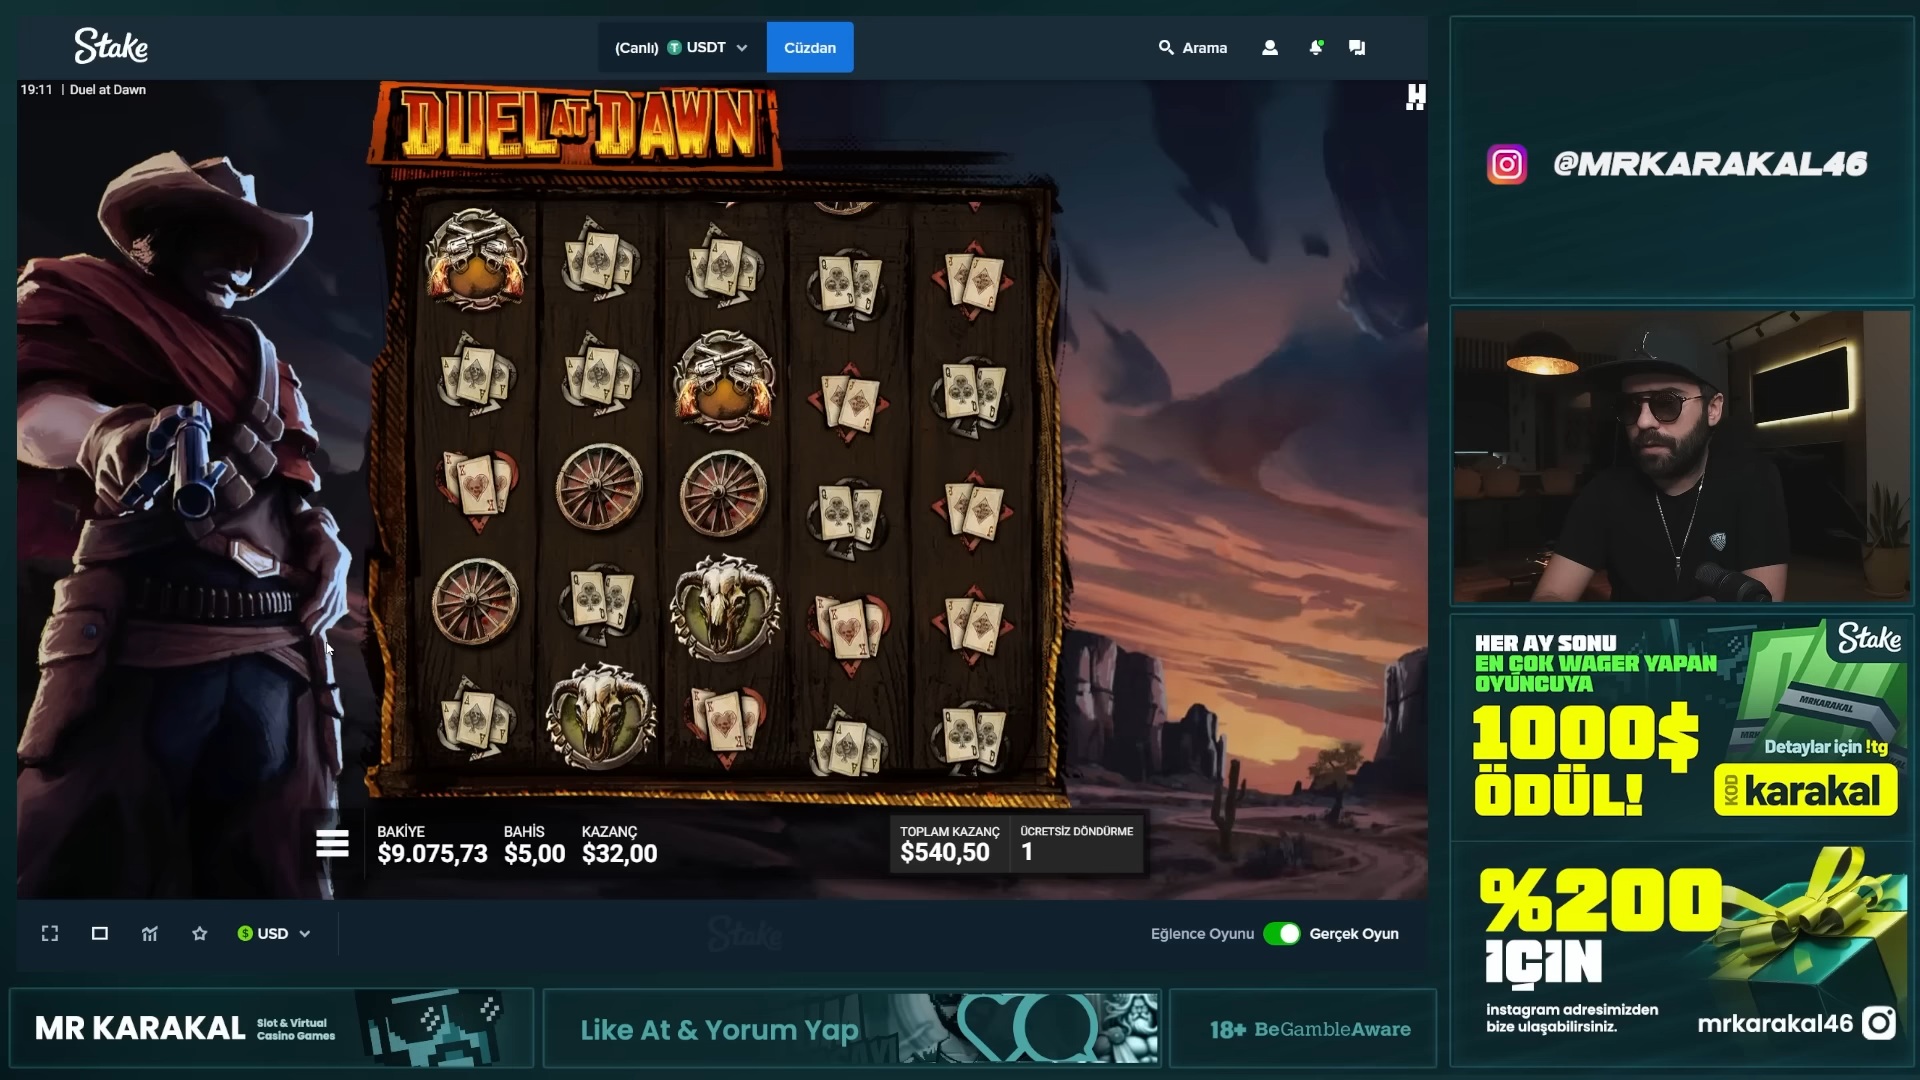 Stake
(Canlı) USDT
Cüzdan
Arama
19:11 | Duel at Dawn
DUEL AT DAWN
BAKİYE
$9.075,73
BAHİS
$5,00
KAZANÇ
$32,00
TOPLAM KAZANÇ
$540,50
ÜCRETSİZ DÖNDÜRME
1
USD
Stake
Eğlence Oyunu
Gerçek Oyun
@MRKARAKAL46
HER AY SONU
EN ÇOK WAGER YAPAN
OYUNCUYA
1000$
ÖDÜL!
Stake
MRKARAKAL
Detaylar için !tg
KOD karakal
%200
İÇİN
instagram adresimizden
bize ulaşabilirsiniz.
mrkarakal46
MR KARAKAL
Slot & Virtual
Casino Games
Like At & Yorum Yap
18+ BeGambleAware